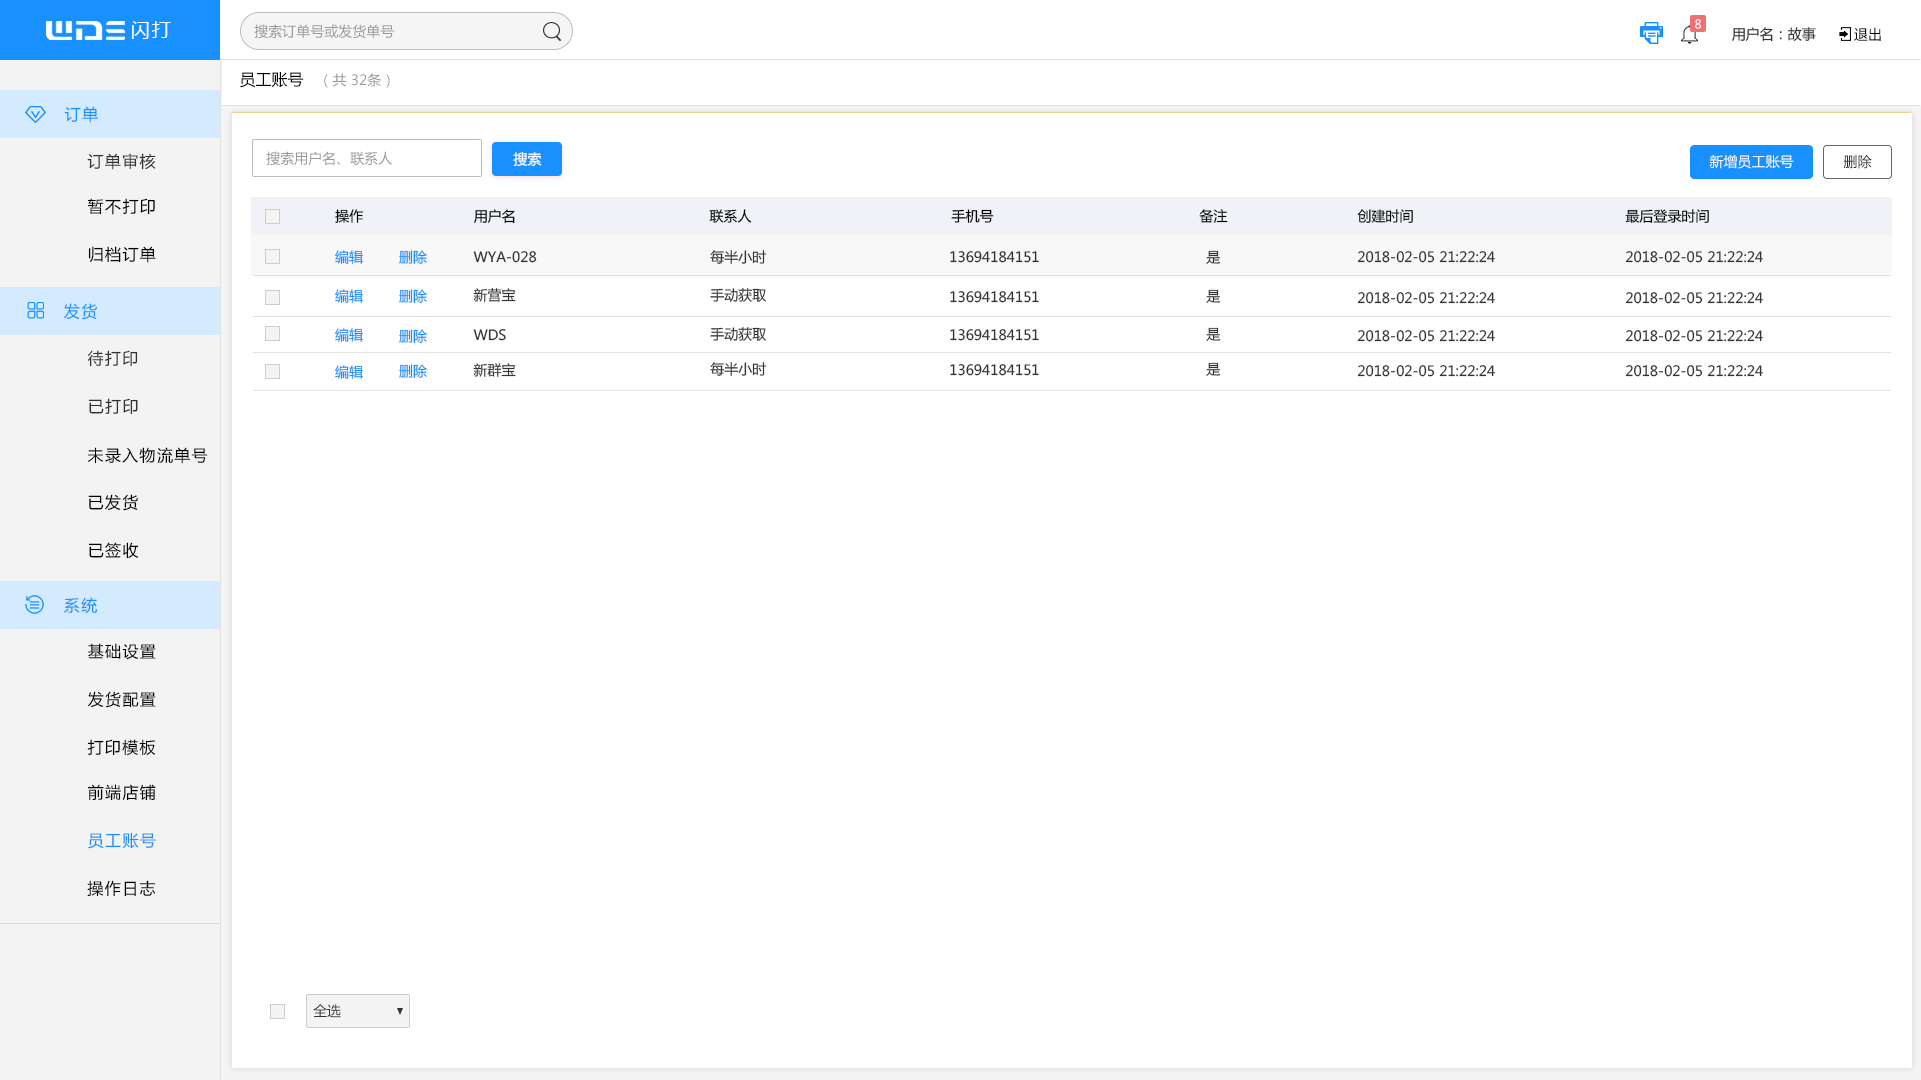 WDS闪打
搜索订单号或发货单号
8
用户名：故事
退出
员工账号 （ 共 32条 ）
订单
订单审核
暂不打印
归档订单
发货
待打印
已打印
未录入物流单号
已发货
已签收
系统
基础设置
发货配置
打印模板
前端店铺
员工账号
操作日志
搜索用户名、联系人
搜索
新增员工账号
删除
操作 用户名 联系人 手机号 备注 创建时间 最后登录时间
编辑 删除 WYA-028 每半小时 13694184151 是 2018-02-05 21:22:24 2018-02-05 21:22:24
编辑 删除 新营宝 手动获取 13694184151 是 2018-02-05 21:22:24 2018-02-05 21:22:24
编辑 删除 WDS 手动获取 13694184151 是 2018-02-05 21:22:24 2018-02-05 21:22:24
编辑 删除 新群宝 每半小时 13694184151 是 2018-02-05 21:22:24 2018-02-05 21:22:24
全选